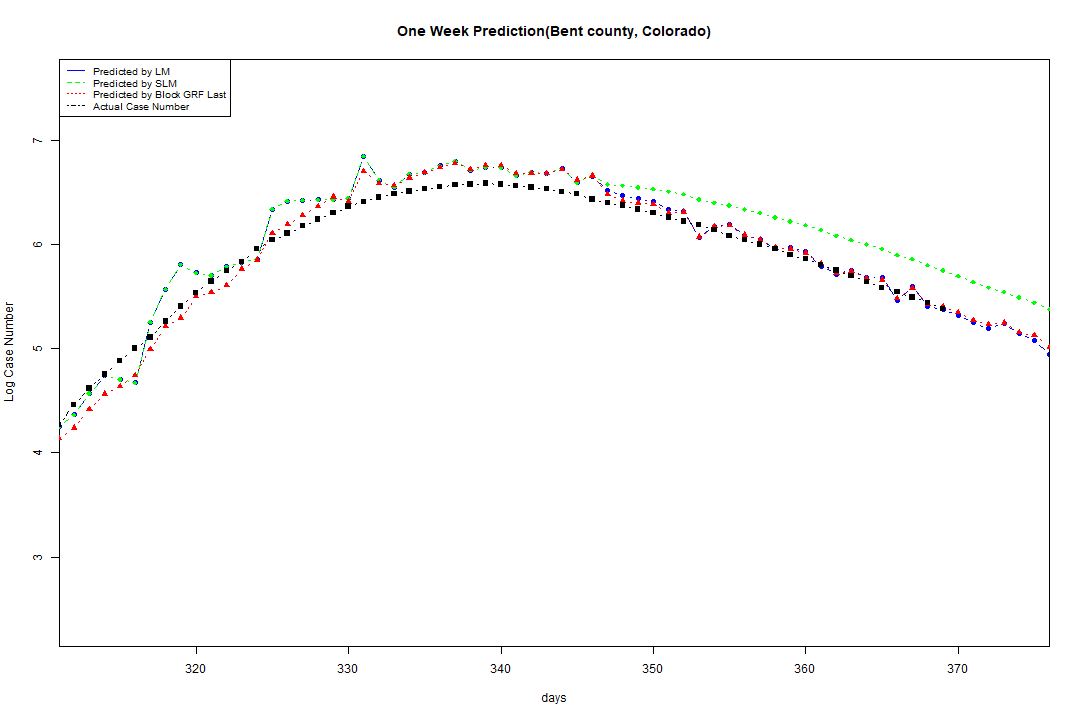 One Week Prediction(Bent county, Colorado)
Predicted by LM
Predicted by SLM
Predicted by Block GRF Last
Actual Case Number
7
6
5
4
3
Log Case Number
320 330 340 350 360 370
days